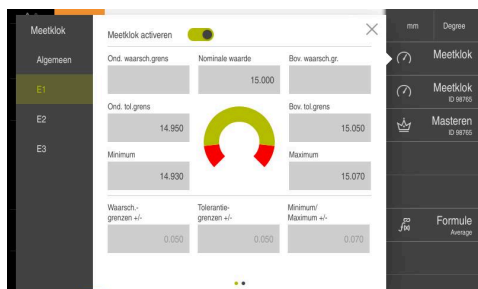 Meetklok
Algemeen
E1
E2
E3
Meetklok activeren
Ond. waarsch.grens
Nominale waarde
Bov. waarsch.gr.
15.000
Ond. tol.grens
Bov. tol.grens
14.950
15.050
Minimum
Maximum
14.930
15.070
Waarsch.-
grenzen +/-
Tolerantie-
grenzen +/-
Minimum/
Maximum +/-
0.050
0.050
0.070
mm
Degree
Meetklok
Meetklok
ID 98765
Masteren
ID 98765
f(x)
Formule
Average